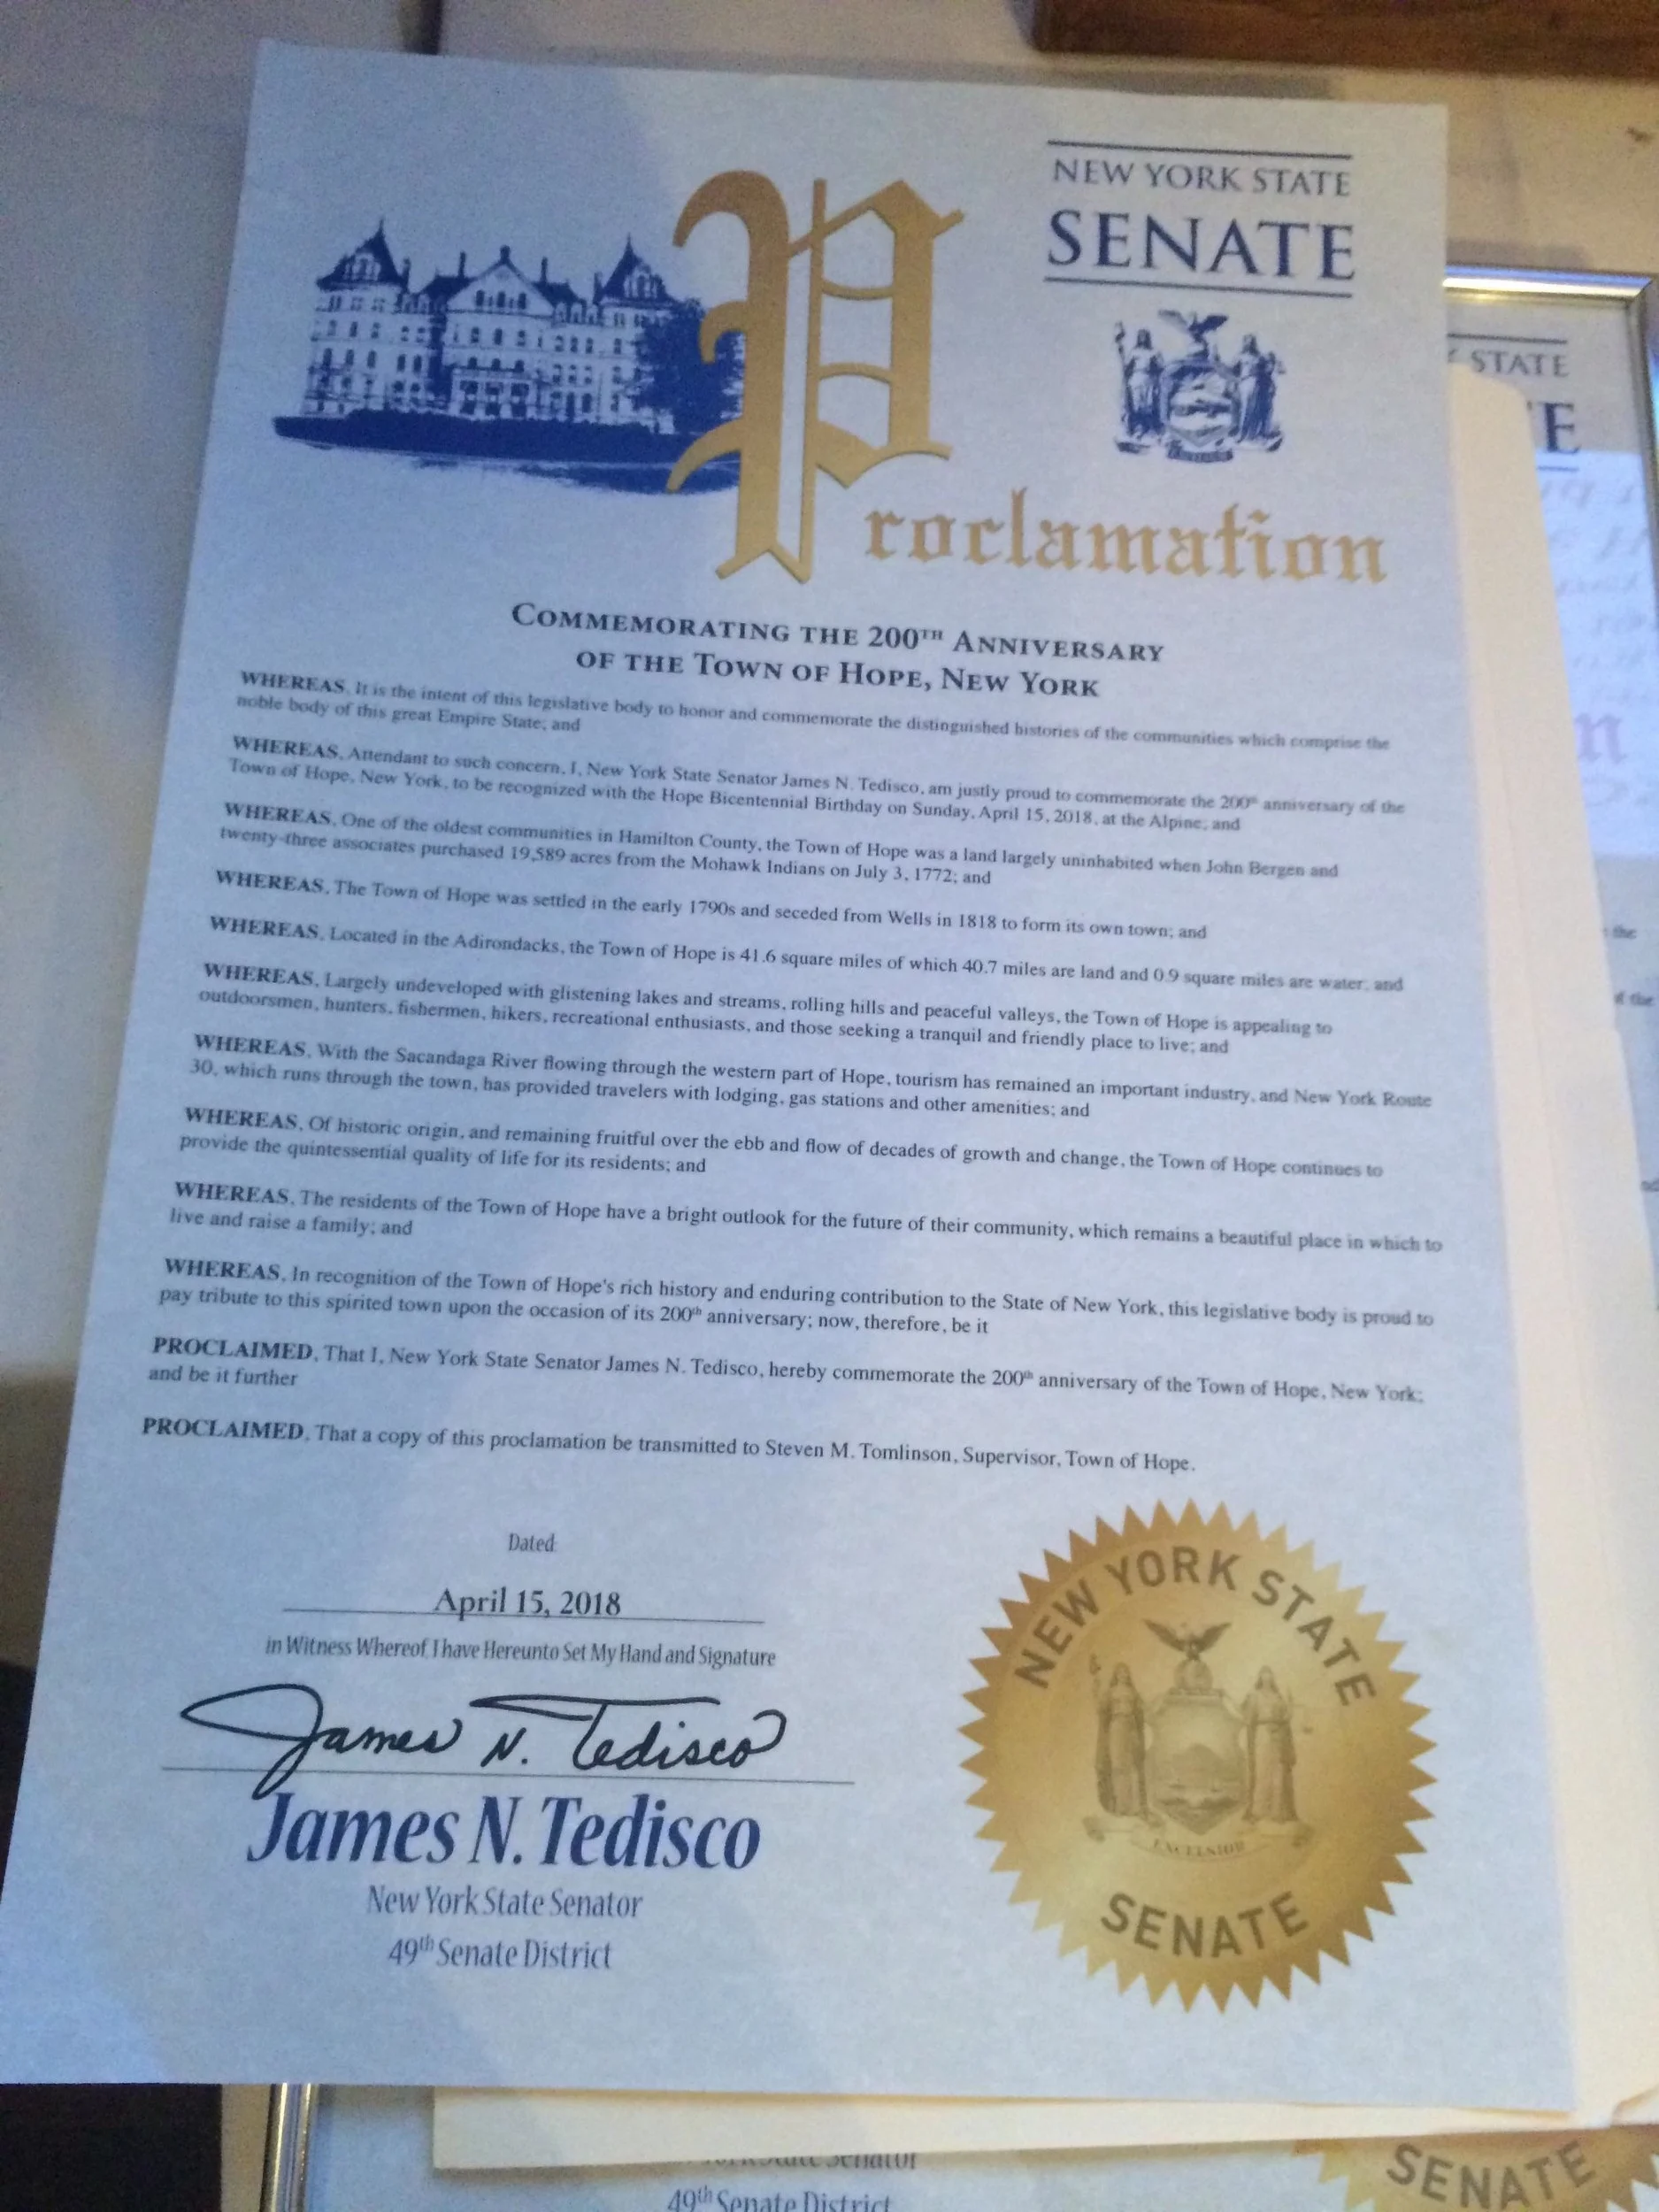 NEW YORK STATE
SENATE
EXCELSIOR
Proclamation
COMMEMORATING THE 200TH ANNIVERSARY
OF THE TOWN OF HOPE, NEW YORK
WHEREAS, It is the intent of this legislative body to honor and commemorate the distinguished histories of the communities which comprise the
noble body of this great Empire State; and
WHEREAS, Attendant to such concern, I, New York State Senator James N. Tedisco, am justly proud to commemorate the 200th anniversary of the
Town of Hope, New York, to be recognized with the Hope Bicentennial Birthday on Sunday, April 15, 2018, at the Alpine; and
WHEREAS, One of the oldest communities in Hamilton County, the Town of Hope was a land largely uninhabited when John Bergen and
twenty-three associates purchased 19,589 acres from the Mohawk Indians on July 3, 1772; and
WHEREAS, The Town of Hope was settled in the early 1790s and seceded from Wells in 1818 to form its own town; and
WHEREAS, Located in the Adirondacks, the Town of Hope is 41.6 square miles of which 40.7 miles are land and 0.9 square miles are water; and
WHEREAS, Largely undeveloped with glistening lakes and streams, rolling hills and peaceful valleys, the Town of Hope is appealing to
outdoorsmen, hunters, fishermen, hikers, recreational enthusiasts, and those seeking a tranquil and friendly place to live; and
WHEREAS, With the Sacandaga River flowing through the western part of Hope, tourism has remained an important industry, and New York Route
30, which runs through the town, has provided travelers with lodging, gas stations and other amenities; and
WHEREAS, Of historic origin, and remaining fruitful over the ebb and flow of decades of growth and change, the Town of Hope continues to
provide the quintessential quality of life for its residents; and
WHEREAS, The residents of the Town of Hope have a bright outlook for the future of their community, which remains a beautiful place in which to
live and raise a family; and
WHEREAS, In recognition of the Town of Hope's rich history and enduring contribution to the State of New York, this legislative body is proud to
pay tribute to this spirited town upon the occasion of its 200th anniversary; now, therefore, be it
PROCLAIMED, That I, New York State Senator James N. Tedisco, hereby commemorate the 200th anniversary of the Town of Hope, New York;
and be it further
PROCLAIMED, That a copy of this proclamation be transmitted to Steven M. Tomlinson, Supervisor, Town of Hope.
Dated
April 15, 2018
in Witness Whereof, I have Hereunto Set My Hand and Signature
James N. Tedisco
James N. Tedisco
New York State Senator
49th Senate District
NEW YORK STATE
EXCELSIOR
SENATE
STATE
E
the
of the
Senator
49th Senate District
SENATE